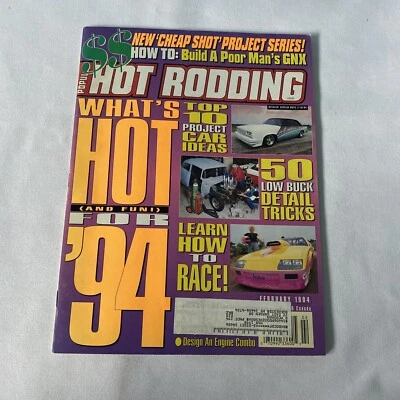 $$
NEW 'CHEAP SHOT' PROJECT SERIES!
HOW TO: Build A Poor Man's GNX
POPUL
HOT RODDING
WHAT'S
HOT
(AND FUN!)
FOR
'94
TOP
10
PROJECT
CAR
IDEAS
50
LOW BUCK
DETAIL
TRICKS
LEARN
HOW
TO
RACE!
FEBRUARY 1994
Canada
Design An Engine Combo